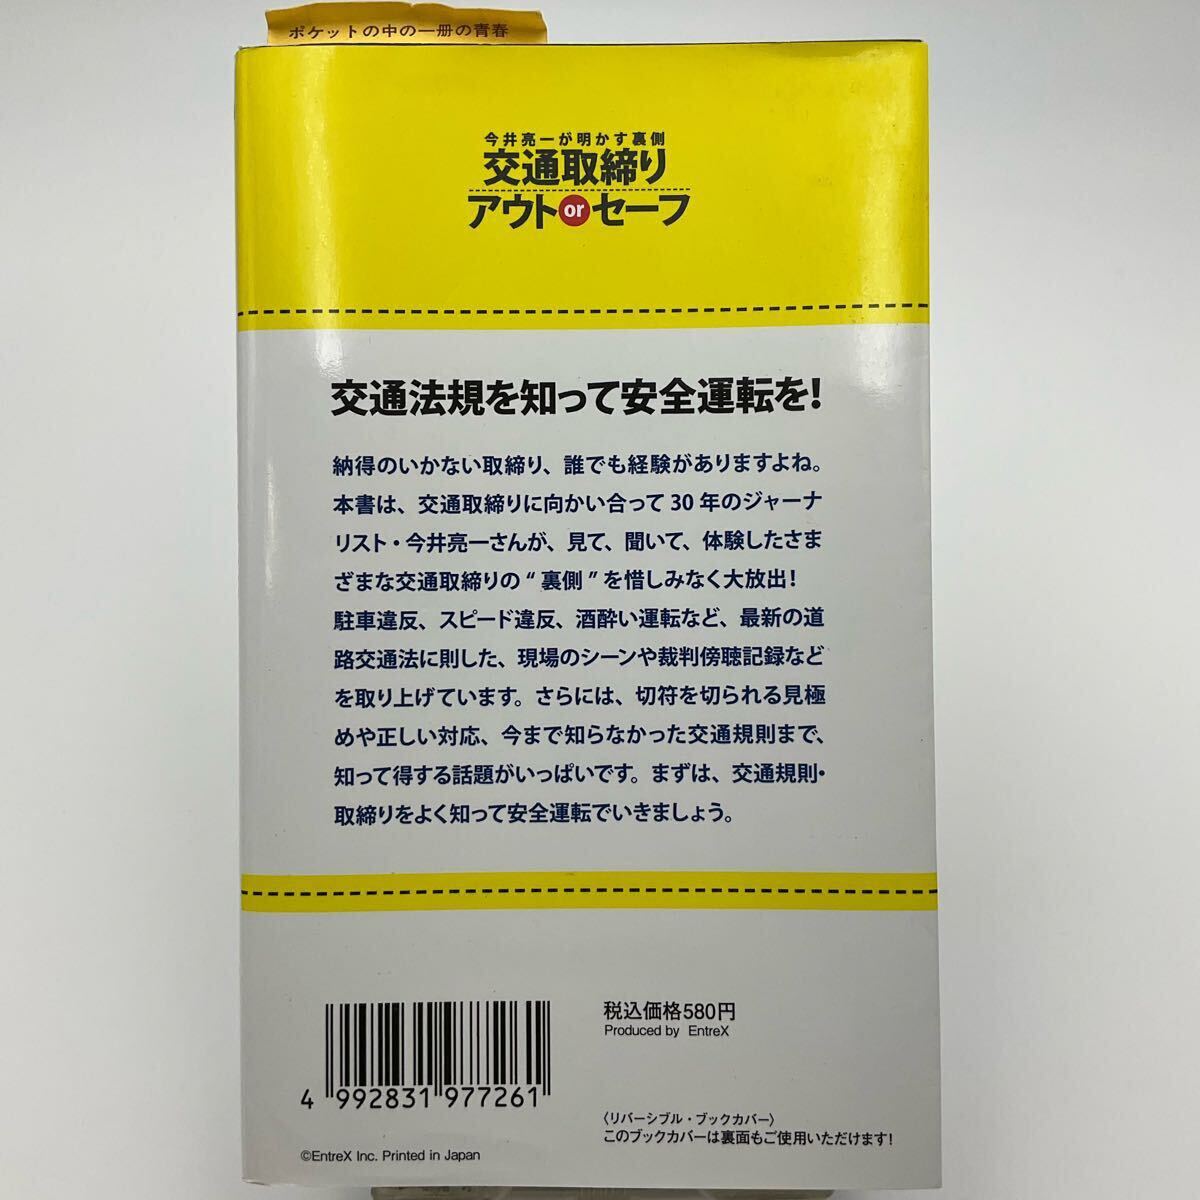 ポケットの中の一册の青春
今井亮一が明かす裏側
交通取締り
アウト or セーフ
交通法規を知って安全運転を!
納得のいかない取締り、誰でも経験がありますよね。
本書は、交通取締りに向かい合って 30 年のジャーナ
リスト・今井亮一さんが、見て、聞いて、体験したさま
ざまな交通取締りの “ 裏側 ” を惜しみなく大放出!
駐車違反、スピード違反、酒酔い運転など、最新の道
路交通法に則した、現場のシーンや裁判傍聴記録など
を取り上げています。さらには、切符を切られる見極
めや正しい対応、今まで知らなかった交通規則まで、
知って得する話題がいっぱいです。まずは、交通規則・
取締りをよく知って安全運転でいきましょう。
税込価格580円
Produced by EntreX
4 992831 977261
〈リバーシブル・ブックカバー〉
このブックカバーは裏面もご使用いただけます!
©EntreX Inc. Printed in Japan